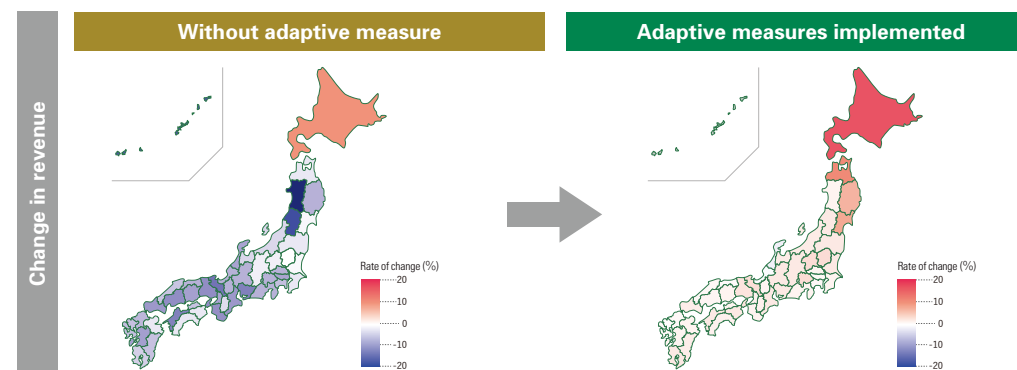 Change in revenue
Without adaptive measure
Adaptive measures implemented
Rate of change (%)
20
10
0
-10
-20
Rate of change (%)
20
10
0
-10
-20